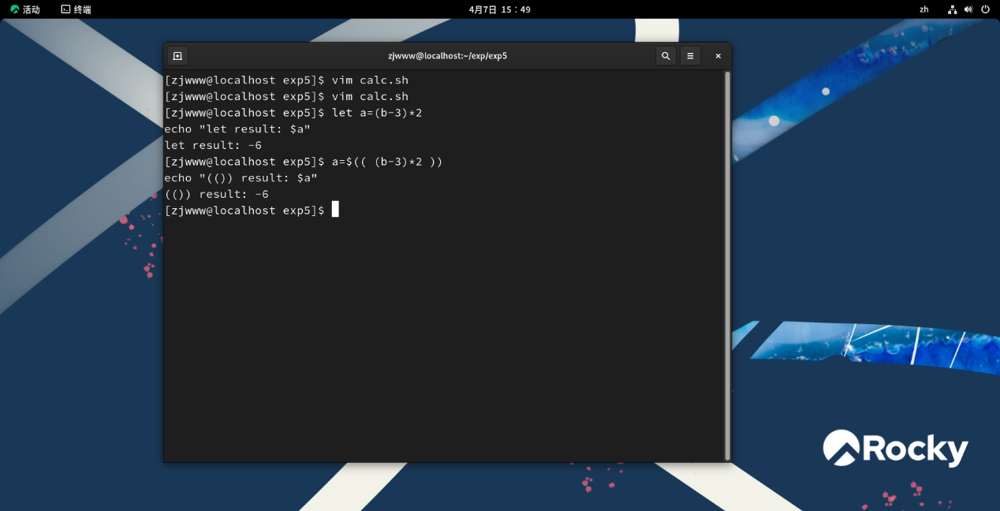 活动 终端 4月7日 15：49 zh
zjwww@localhost:~/exp/exp5
[zjwww@localhost exp5]$ vim calc.sh
[zjwww@localhost exp5]$ vim calc.sh
[zjwww@localhost exp5]$ let a=(b-3)*2
echo "let result: $a"
let result: -6
[zjwww@localhost exp5]$ a=$(( (b-3)*2 ))
echo "(()) result: $a"
(()) result: -6
[zjwww@localhost exp5]$
Rocky